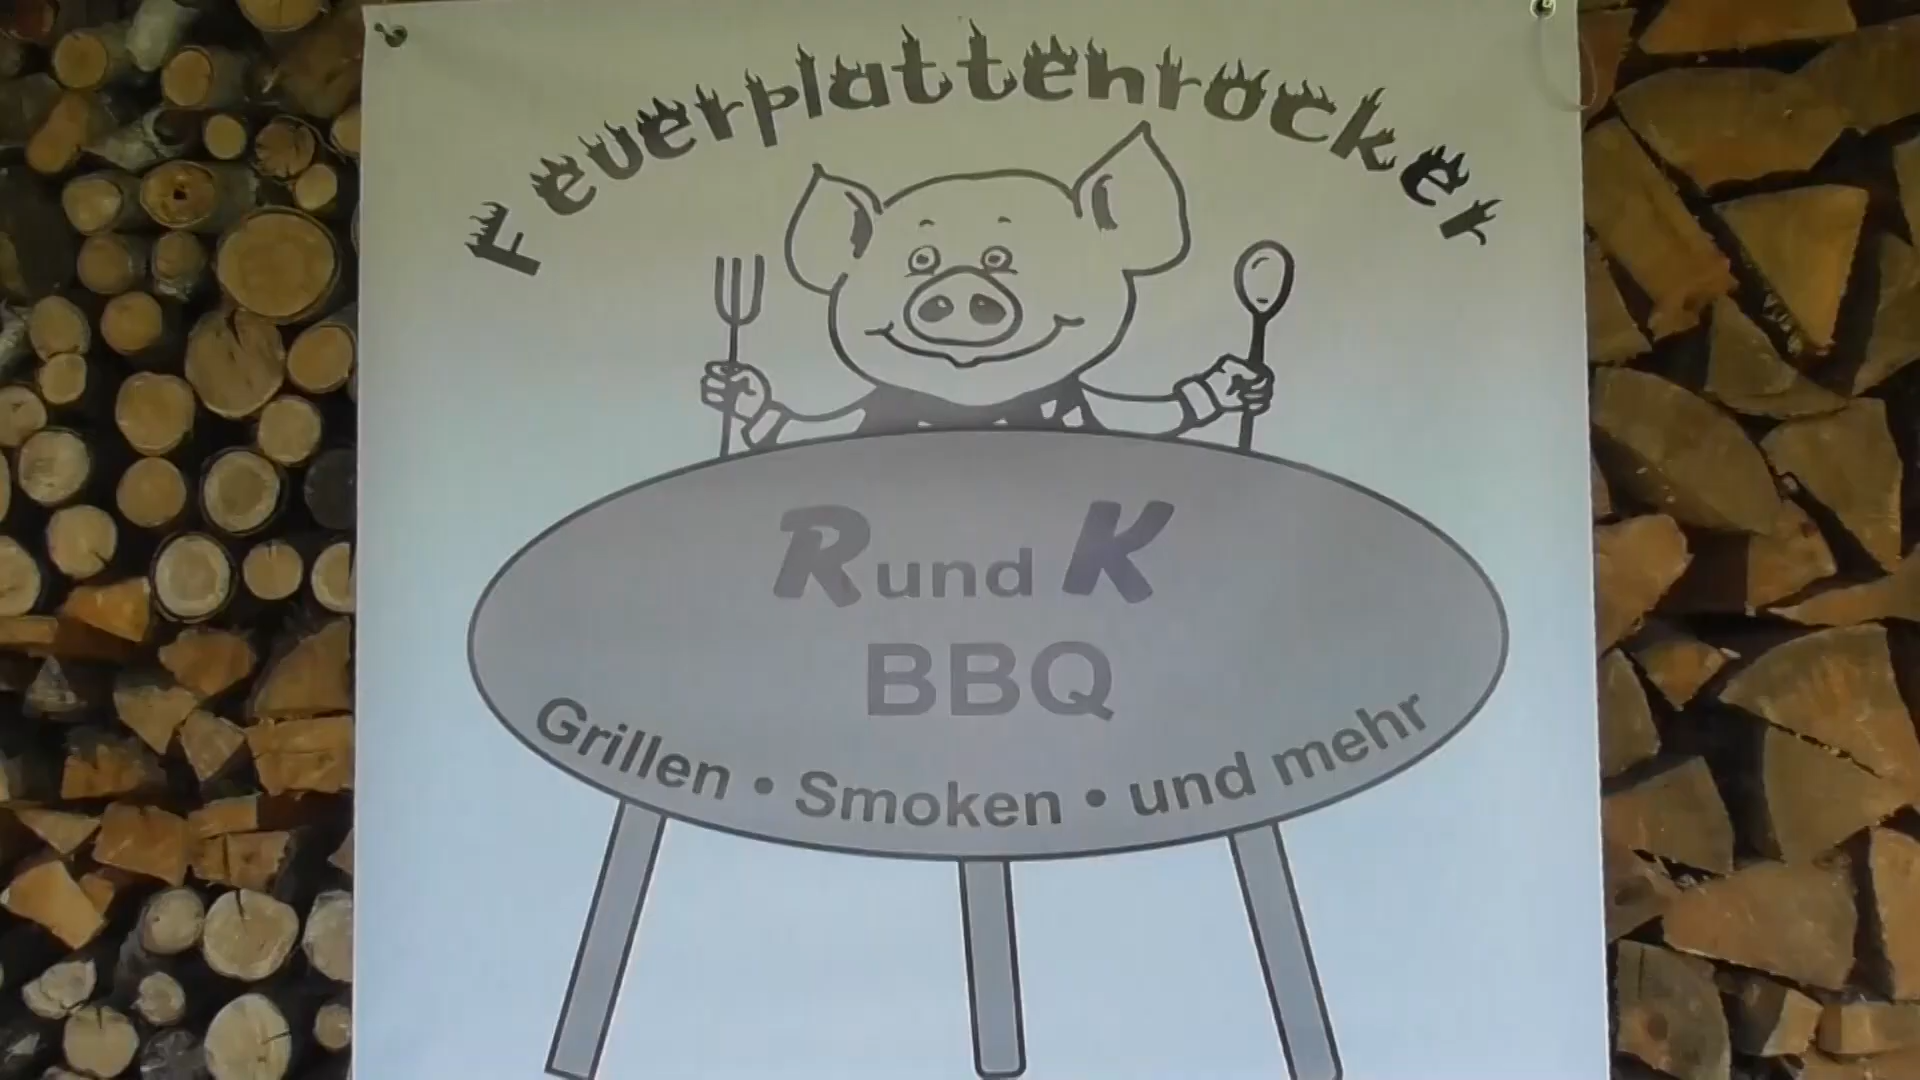 Feuerplattenrocker
R und K
BBQ
Grillen • Smoken • und mehr